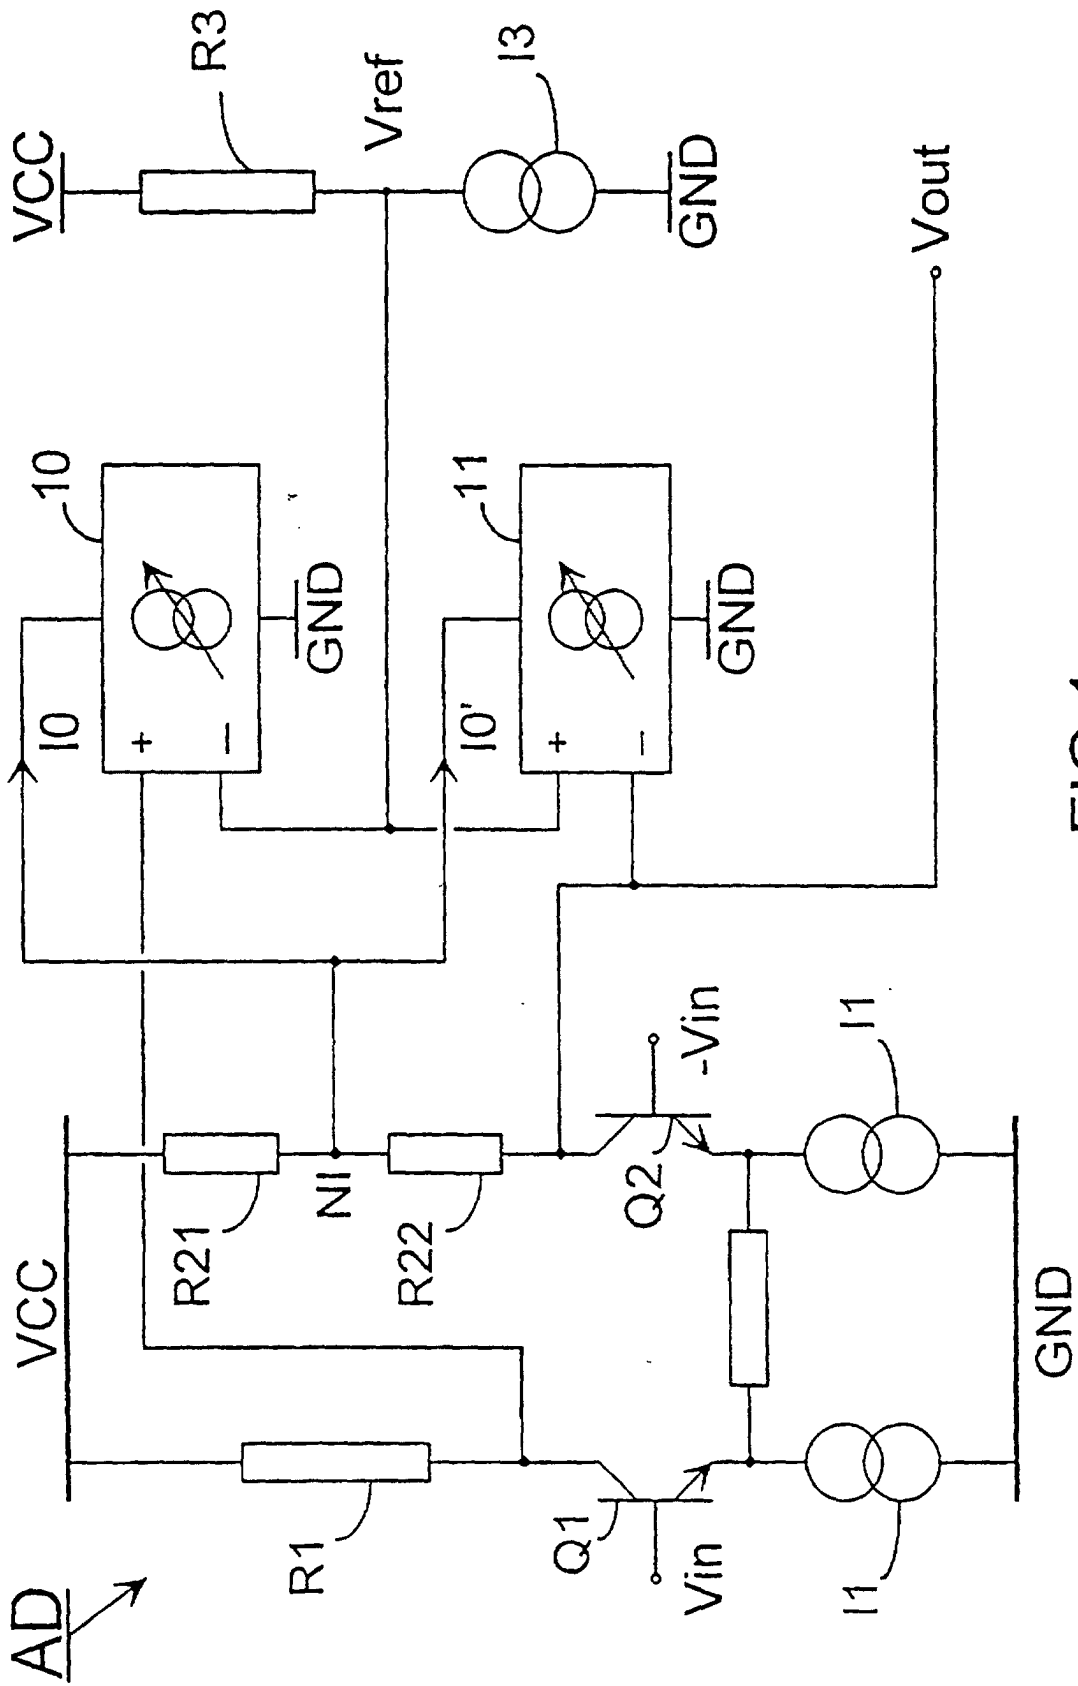 AD
VCC
VCC
R1
R21
NI
R22
I0
10
+
−
GND
R3
Vref
I3
GND
I0'
11
+
−
GND
Q1
Vin
Q2
-Vin
I1
I1
GND
Vout